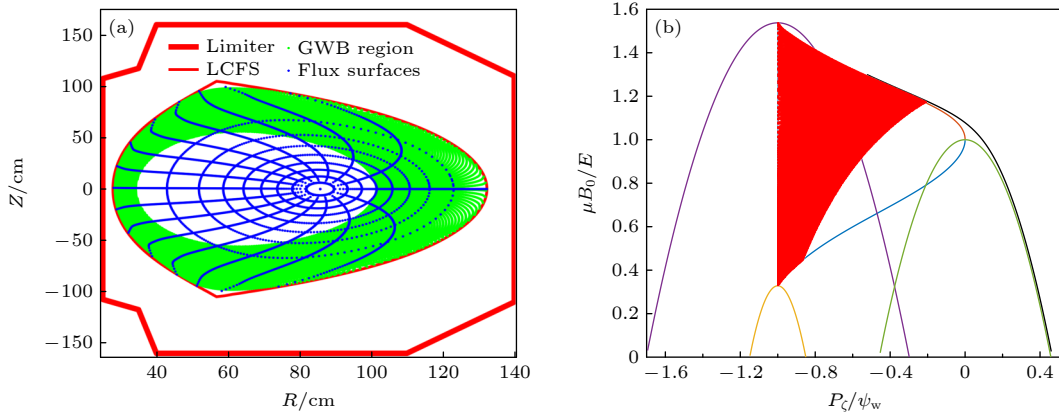 (a)
Limiter
LCFS
GWB region
Flux surfaces
150
100
50
0
−50
−100
−150
Z/cm
40
60
80
100
120
140
R/cm
(b)
1.6
1.4
1.2
1.0
0.8
0.6
0.4
0.2
0
μB₀/E
−1.6
−1.2
−0.8
−0.4
0
0.4
P_ζ/ψ_w